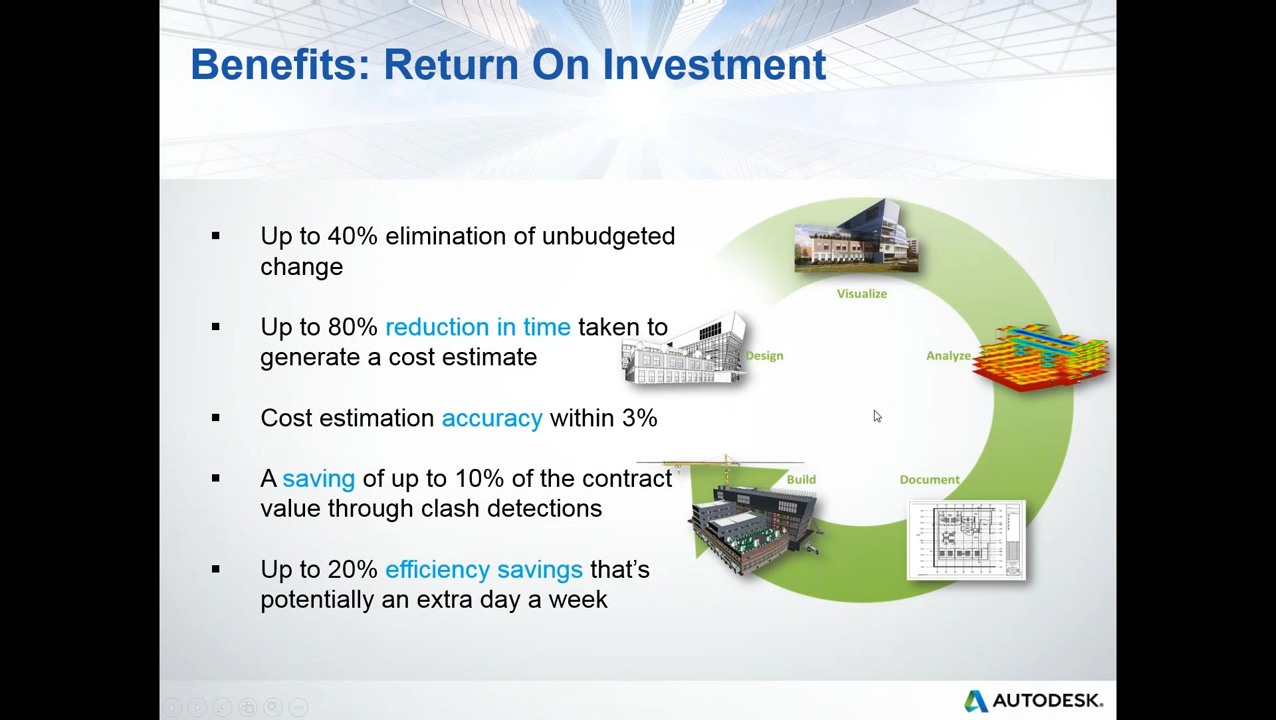 Benefits: Return On Investment
▪ Up to 40% elimination of unbudgeted
change
▪ Up to 80% reduction in time taken to
generate a cost estimate
▪ Cost estimation accuracy within 3%
▪ A saving of up to 10% of the contract
value through clash detections
▪ Up to 20% efficiency savings that’s
potentially an extra day a week
Visualize
Design
Analyze
Build
Document
AUTODESK.